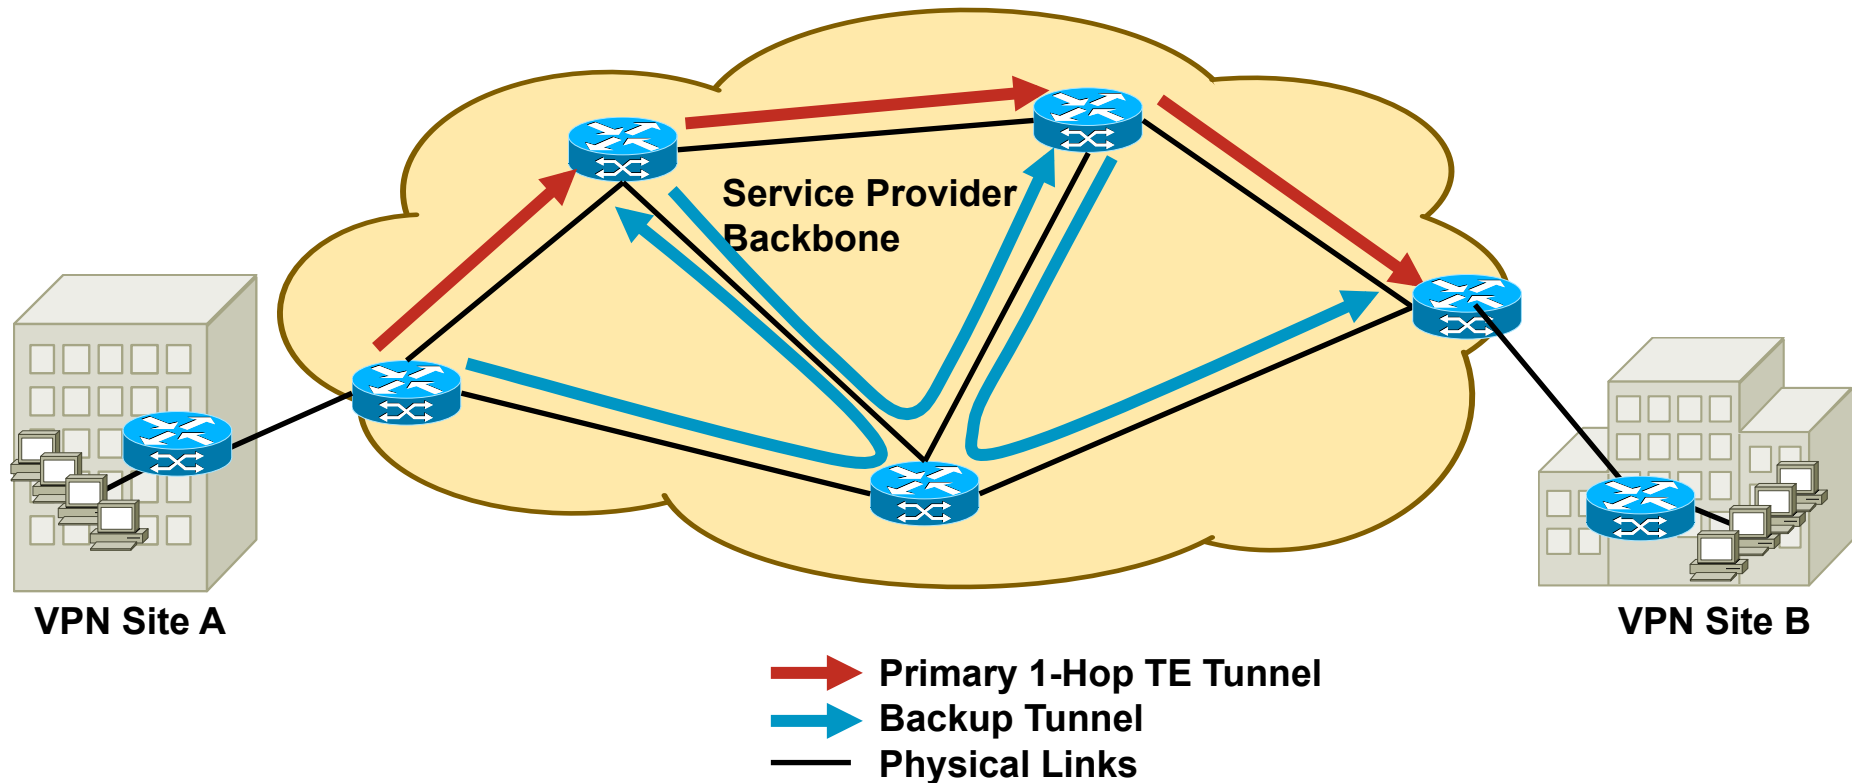 Service Provider
Backbone
VPN Site A
VPN Site B
Primary 1-Hop TE Tunnel
Backup Tunnel
Physical Links